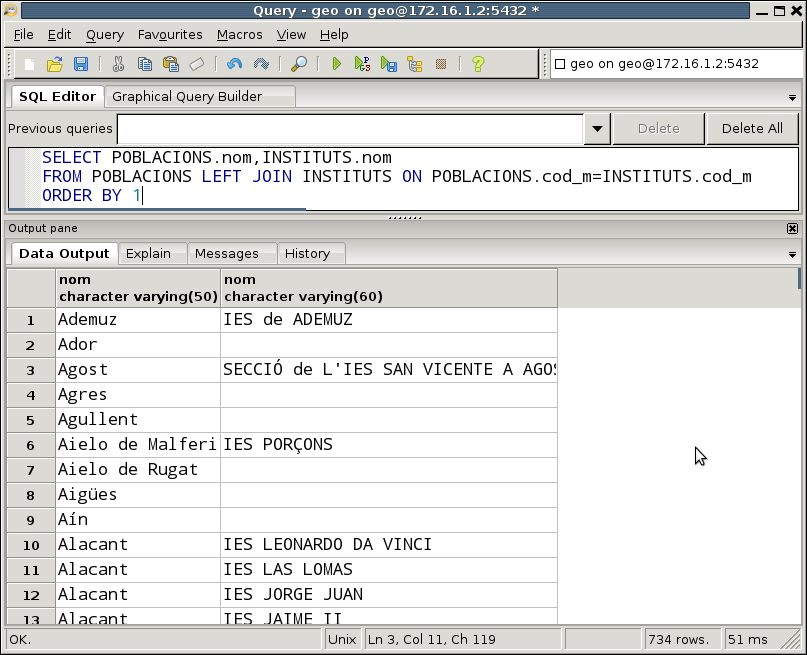 Query - geo on geo@172.16.1.2:5432 *
File Edit Query Favourites Macros View Help
geo on geo@172.16.1.2:5432
SQL Editor Graphical Query Builder
Previous queries Delete Delete All
SELECT POBLACIONS.nom,INSTITUTS.nom
FROM POBLACIONS LEFT JOIN INSTITUTS ON POBLACIONS.cod_m=INSTITUTS.cod_m
ORDER BY 1
Output pane
Data Output Explain Messages History
nom nom
character varying(50) character varying(60)
1 Ademuz IES de ADEMUZ
2 Ador
3 Agost SECCIÓ de L'IES SAN VICENTE A AGOS
4 Agres
5 Agullent
6 Aielo de Malferi IES PORÇONS
7 Aielo de Rugat
8 Aigües
9 Aín
10 Alacant IES LEONARDO DA VINCI
11 Alacant IES LAS LOMAS
12 Alacant IES JORGE JUAN
13 Alacant IES JAIME II
OK. Unix Ln 3, Col 11, Ch 119 734 rows. 51 ms